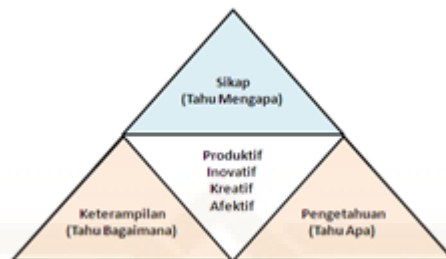 Sikap
(Tahu Mengapa)
Produktif
Inovatif
Kreatif
Afektif
Keterampilan
(Tahu Bagaimana)
Pengetahuan
(Tahu Apa)